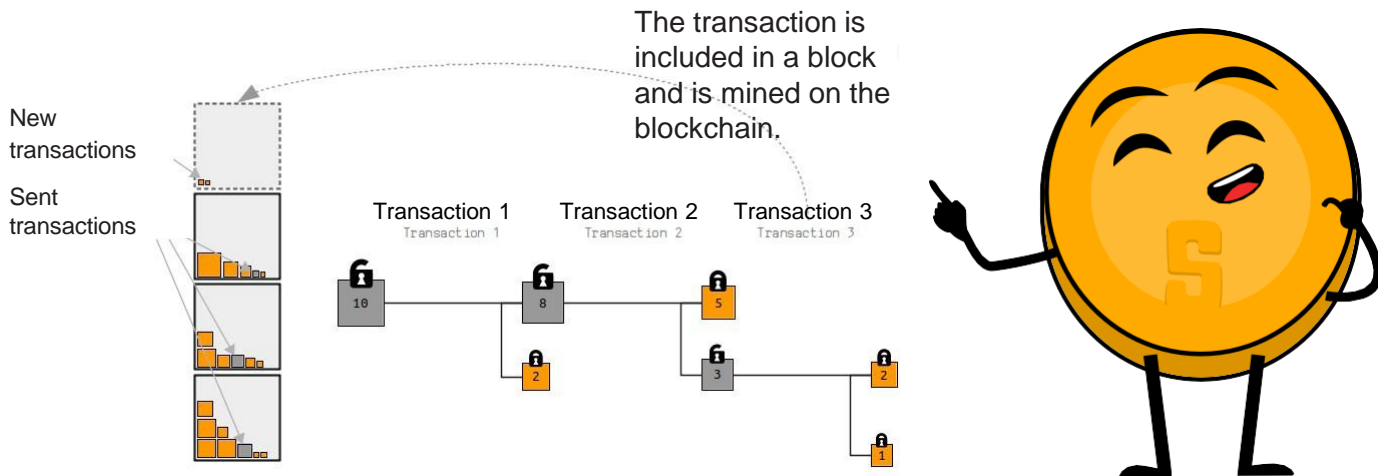 The transaction is
included in a block
and is mined on the
blockchain.
New
transactions
Sent
transactions
Transaction 1
Transaction 2
Transaction 3
Transaction 1
Transaction 2
Transaction 3
10
8
5
2
3
2
1
S